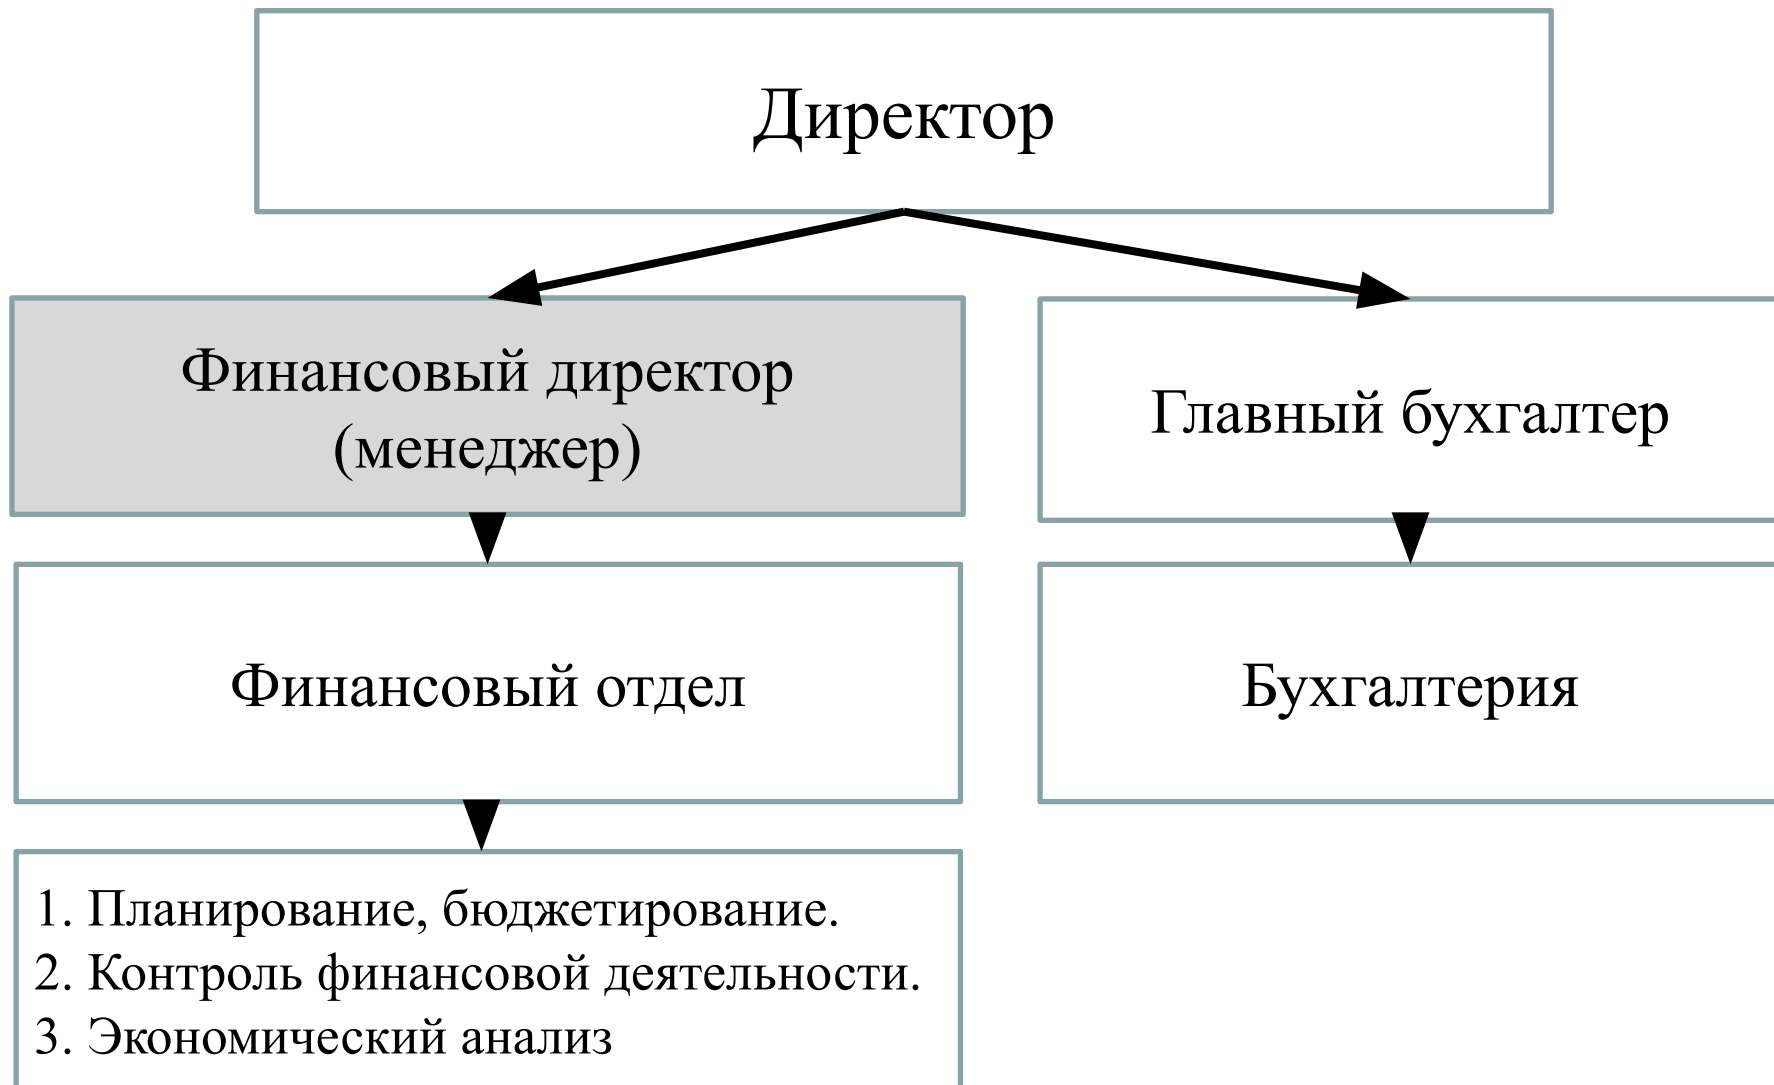 Директор
Финансовый директор
(менеджер)
Главный бухгалтер
Финансовый отдел
Бухгалтерия
1. Планирование, бюджетирование.
2. Контроль финансовой деятельности.
3. Экономический анализ